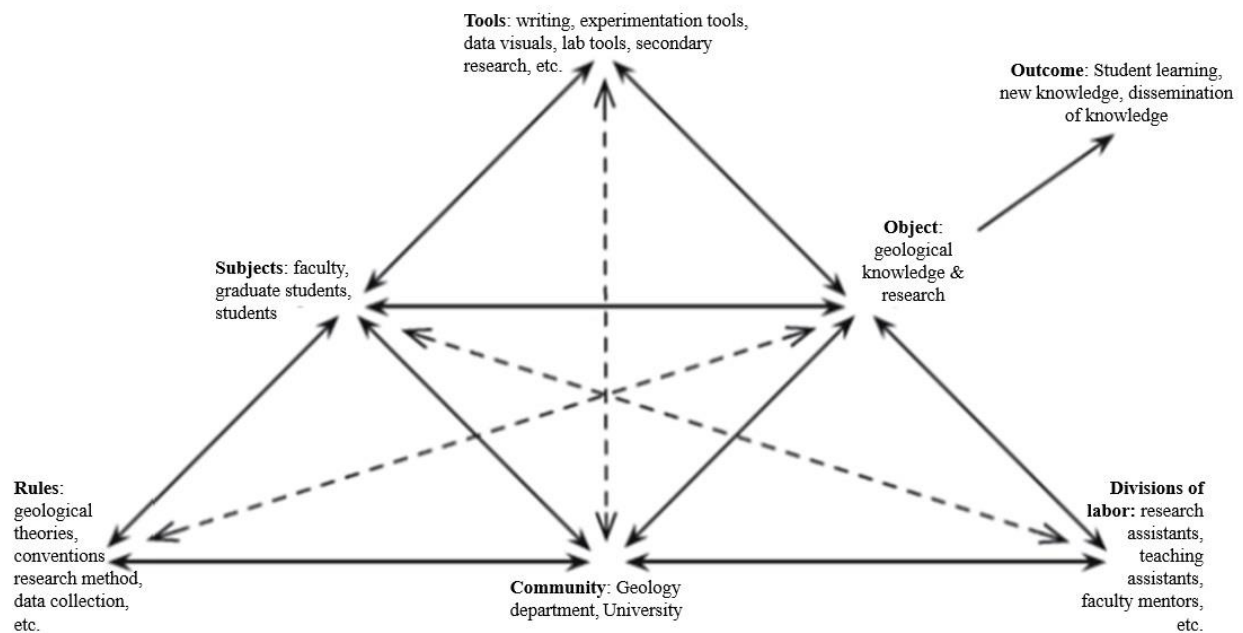 Tools: writing, experimentation tools,
data visuals, lab tools, secondary
research, etc.
Outcome: Student learning,
new knowledge, dissemination
of knowledge
Object:
geological
knowledge &
research
Subjects: faculty,
graduate students,
students
Rules:
geological
theories,
conventions
research method,
data collection,
etc.
Community: Geology
department, University
Divisions of
labor: research
assistants,
teaching
assistants,
faculty mentors,
etc.